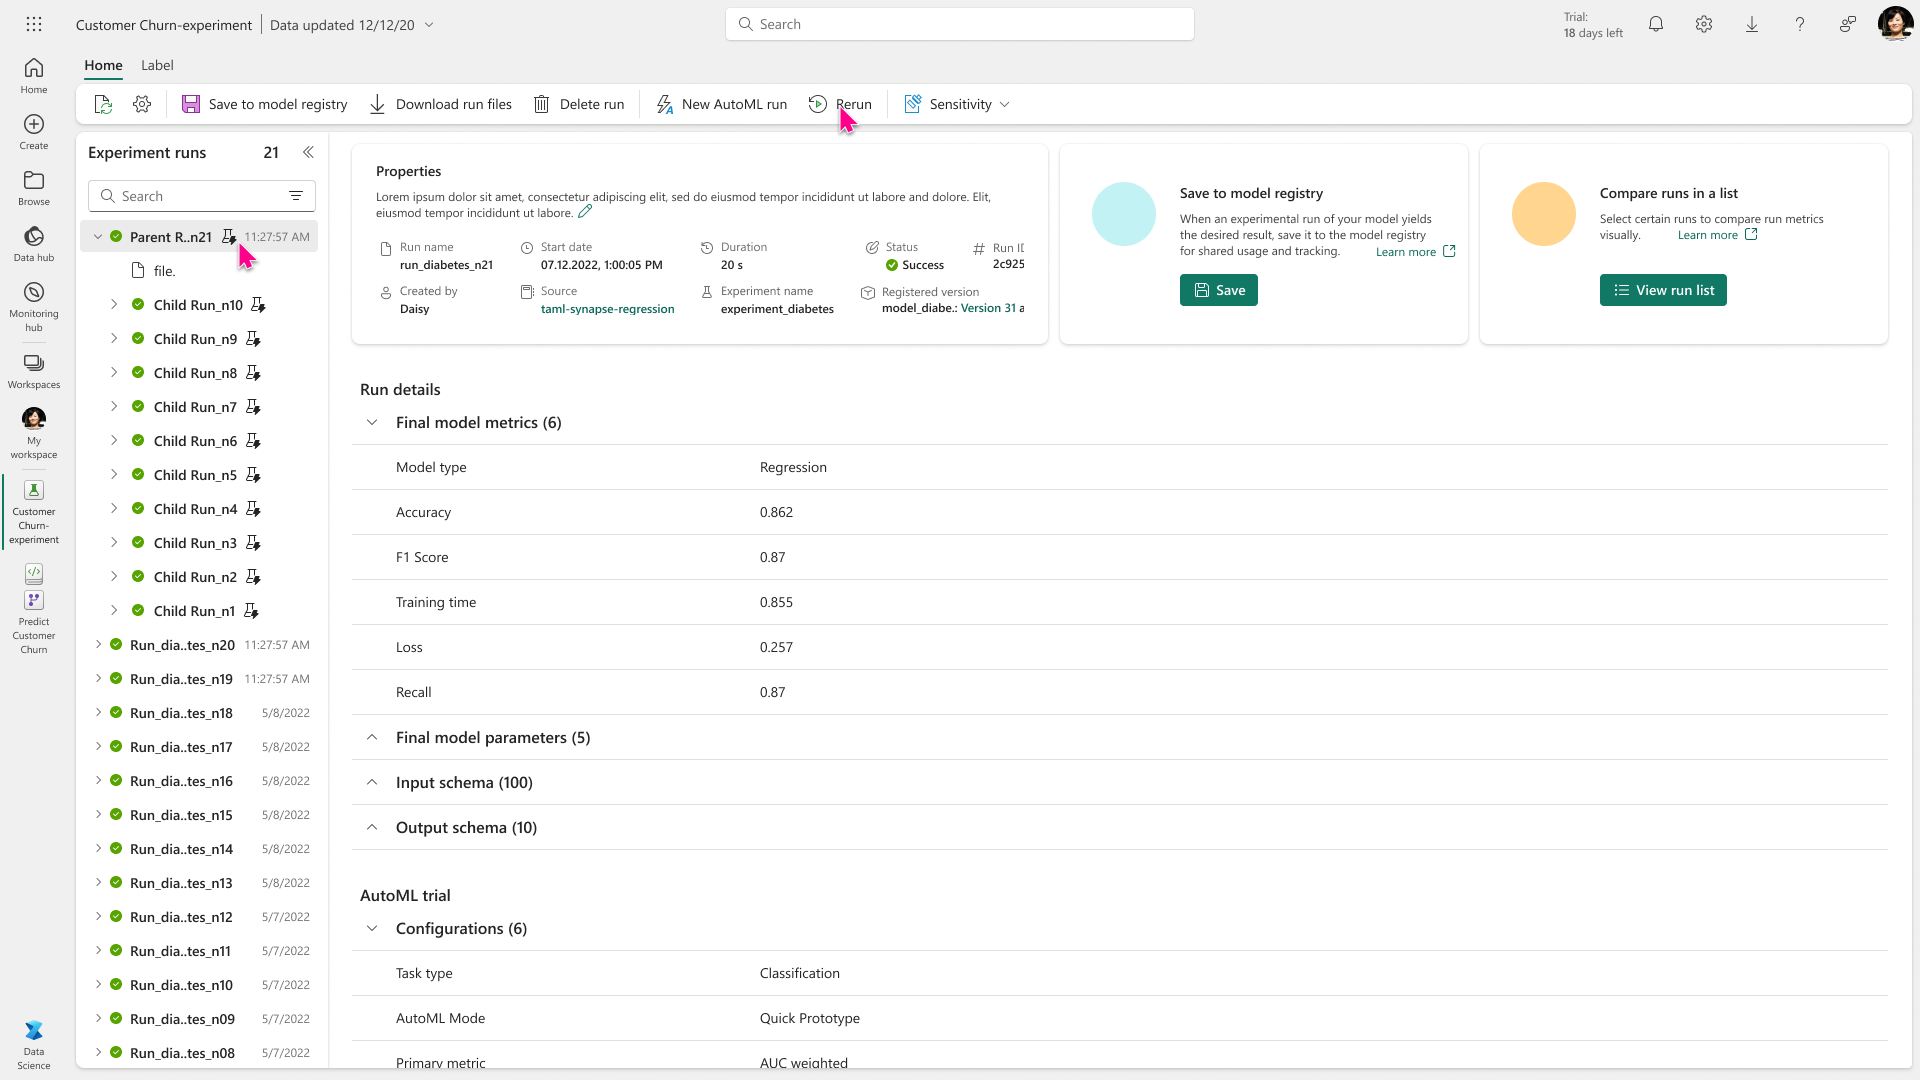 Customer Churn-experiment
Data updated 12/12/20
Search
Trial:
18 days left
Home
Label
Save to model registry
Download run files
Delete run
New AutoML run
Rerun
Sensitivity
Home
Create
Browse
Data hub
Monitoring
hub
Workspaces
My
workspace
Customer
Churn-
experiment
Predict
Customer
Churn
Data
Science
Experiment runs 21
Search
Parent R..n21 11:27:57 AM
file.
Child Run_n10
Child Run_n9
Child Run_n8
Child Run_n7
Child Run_n6
Child Run_n5
Child Run_n4
Child Run_n3
Child Run_n2
Child Run_n1
Run_dia..tes_n20 11:27:57 AM
Run_dia..tes_n19 11:27:57 AM
Run_dia..tes_n18 5/8/2022
Run_dia..tes_n17 5/8/2022
Run_dia..tes_n16 5/8/2022
Run_dia..tes_n15 5/8/2022
Run_dia..tes_n14 5/8/2022
Run_dia..tes_n13 5/8/2022
Run_dia..tes_n12 5/7/2022
Run_dia..tes_n11 5/7/2022
Run_dia..tes_n10 5/7/2022
Run_dia..tes_n09 5/7/2022
Run_dia..tes_n08 5/7/2022
Properties
Lorem ipsum dolor sit amet, consectetur adipiscing elit, sed do eiusmod tempor incididunt ut labore and dolore. Elit,
eiusmod tempor incididunt ut labore.
Run name
run_diabetes_n21
Start date
07.12.2022, 1:00:05 PM
Duration
20 s
Status
Success
Run ID
2c925
Created by
Daisy
Source
taml-synapse-regression
Experiment name
experiment_diabetes
Registered version
model_diabe.: Version 31 a
Save to model registry
When an experimental run of your model yields
the desired result, save it to the model registry
for shared usage and tracking. Learn more
Save
Compare runs in a list
Select certain runs to compare run metrics
visually. Learn more
View run list
Run details
Final model metrics (6)
Model type Regression
Accuracy 0.862
F1 Score 0.87
Training time 0.855
Loss 0.257
Recall 0.87
Final model parameters (5)
Input schema (100)
Output schema (10)
AutoML trial
Configurations (6)
Task type Classification
AutoML Mode Quick Prototype
Primary metric AUC weighted